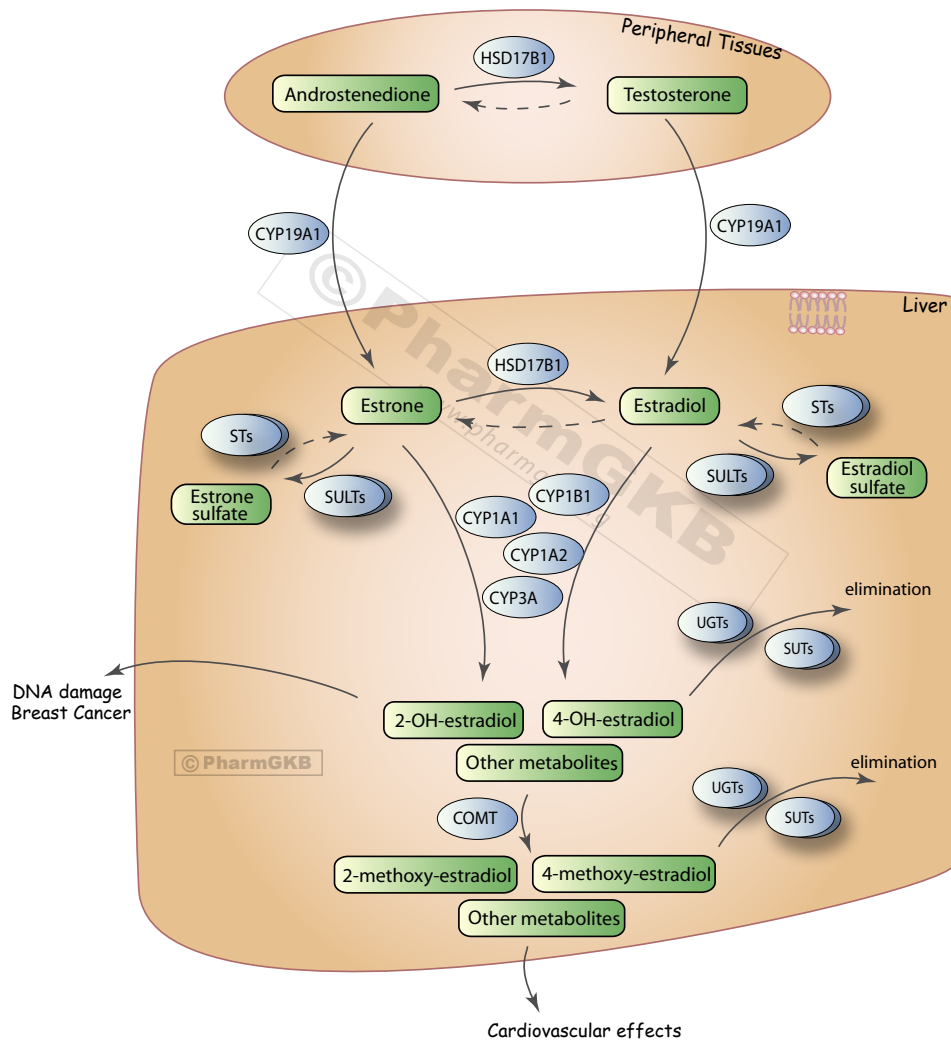 Peripheral Tissues
HSD17B1
Androstenedione
Testosterone
CYP19A1
CYP19A1
©PharmGKB
Liver
HSD17B1
Estrone
Estradiol
STs
STs
SULTs
SULTs
Estrone
sulfate
Estradiol
sulfate
CYP1B1
CYP1A1
CYP1A2
CYP3A
elimination
UGTs
SUTs
DNA damage
Breast Cancer
2-OH-estradiol
4-OH-estradiol
Other metabolites
© PharmGKB
elimination
UGTs
SUTs
COMT
2-methoxy-estradiol
4-methoxy-estradiol
Other metabolites
Cardiovascular effects